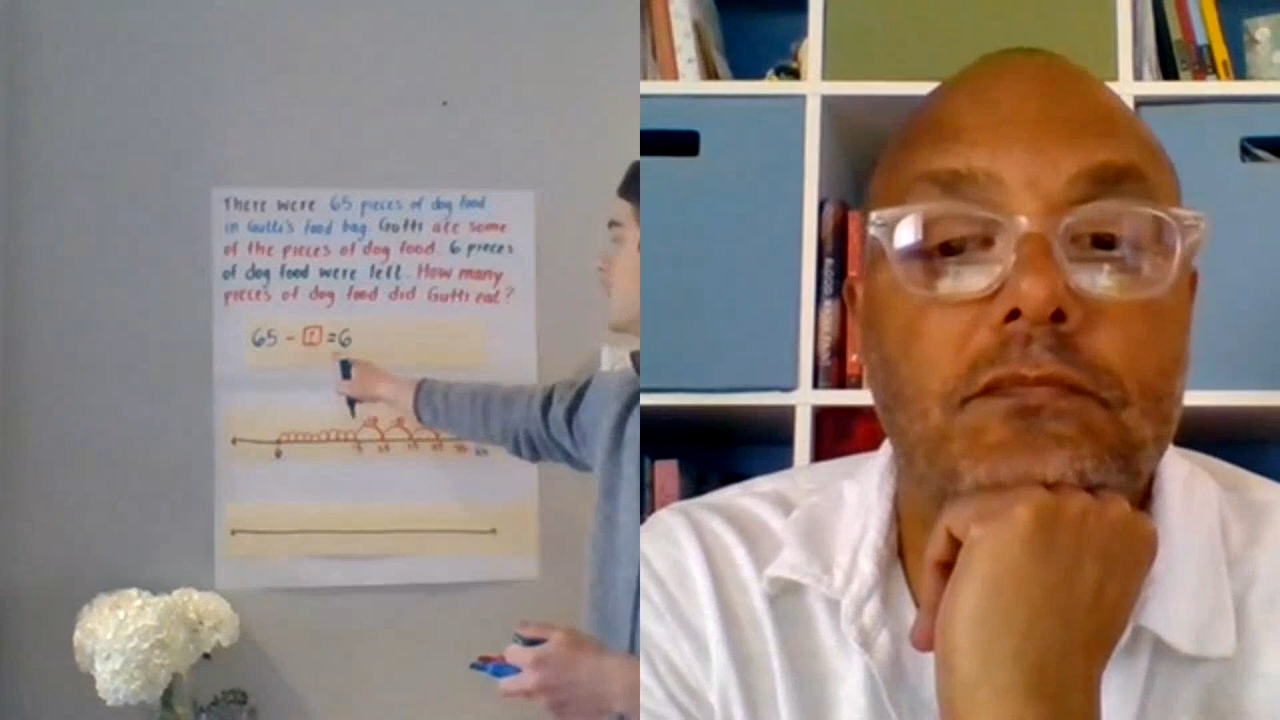 There were 65 pieces of dog food
in Gutti's food bag. Gutti ate some
of the pieces of dog food. 6 pieces
of dog food were left. How many
pieces of dog food did Gutti eat?
65 - ? = 6